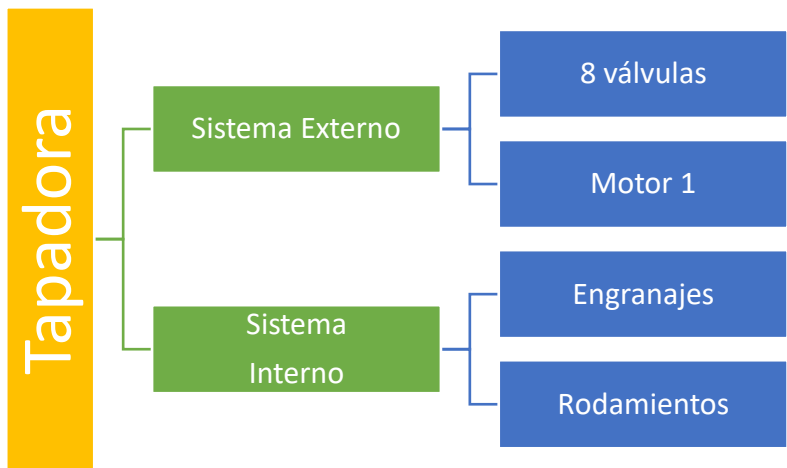 Tapadora
Sistema Externo
8 válvulas
Motor 1
Sistema
Interno
Engranajes
Rodamientos